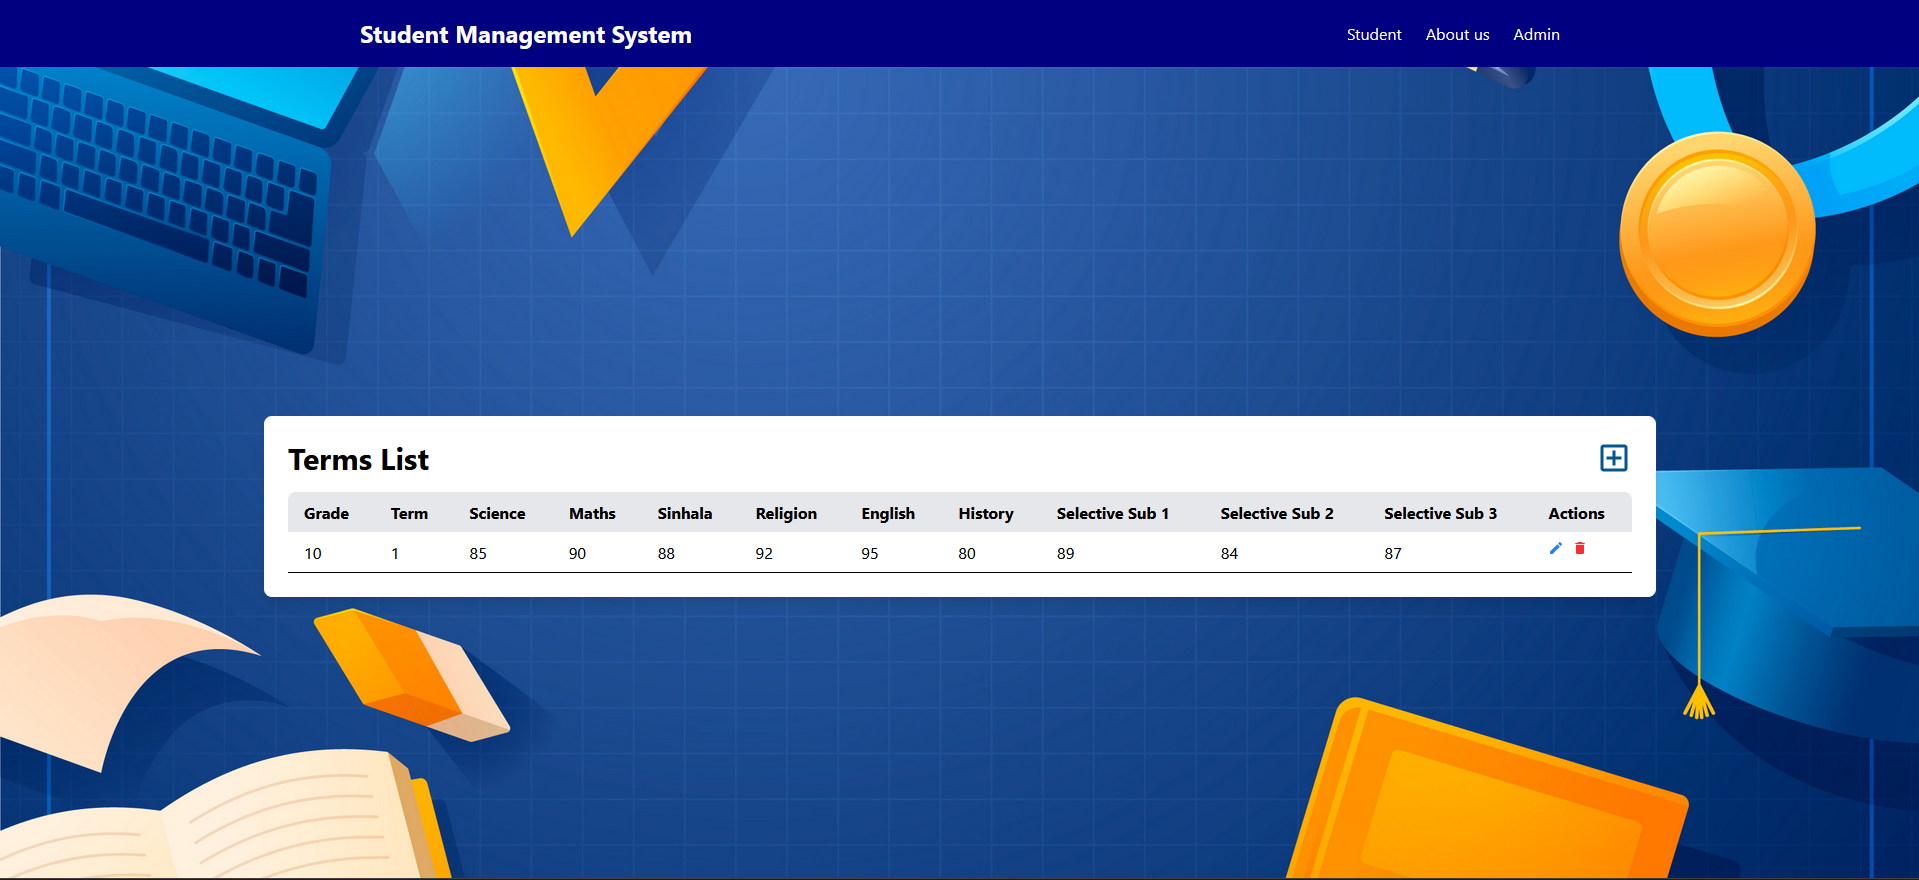 Student Management System
Student About us Admin
Terms List
Grade Term Science Maths Sinhala Religion English History Selective Sub 1 Selective Sub 2 Selective Sub 3 Actions
10 1 85 90 88 92 95 80 89 84 87